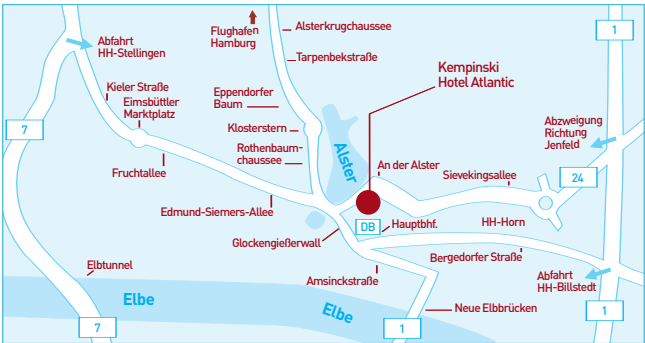 Flughafen
Hamburg
Alsterkrugchaussee
1
Abfahrt
HH-Stellingen
Tarpenbekstraße
Kempinski
Hotel Atlantic
Kieler Straße
Eimsbüttler
Marktplatz
Eppendorfer
Baum
7
Klosterstern
Abzweigung
Richtung
Jenfeld
Rothenbaum-
chaussee
Alster
An der Alster
Fruchtallee
Sievekingsallee
24
Edmund-Siemers-Allee
DB
Hauptbhf.
HH-Horn
Glockengießerwall
Bergedorfer Straße
Elbtunnel
Amsinckstraße
Abfahrt
HH-Billstedt
Elbe
Elbe
Neue Elbbrücken
1
7
1